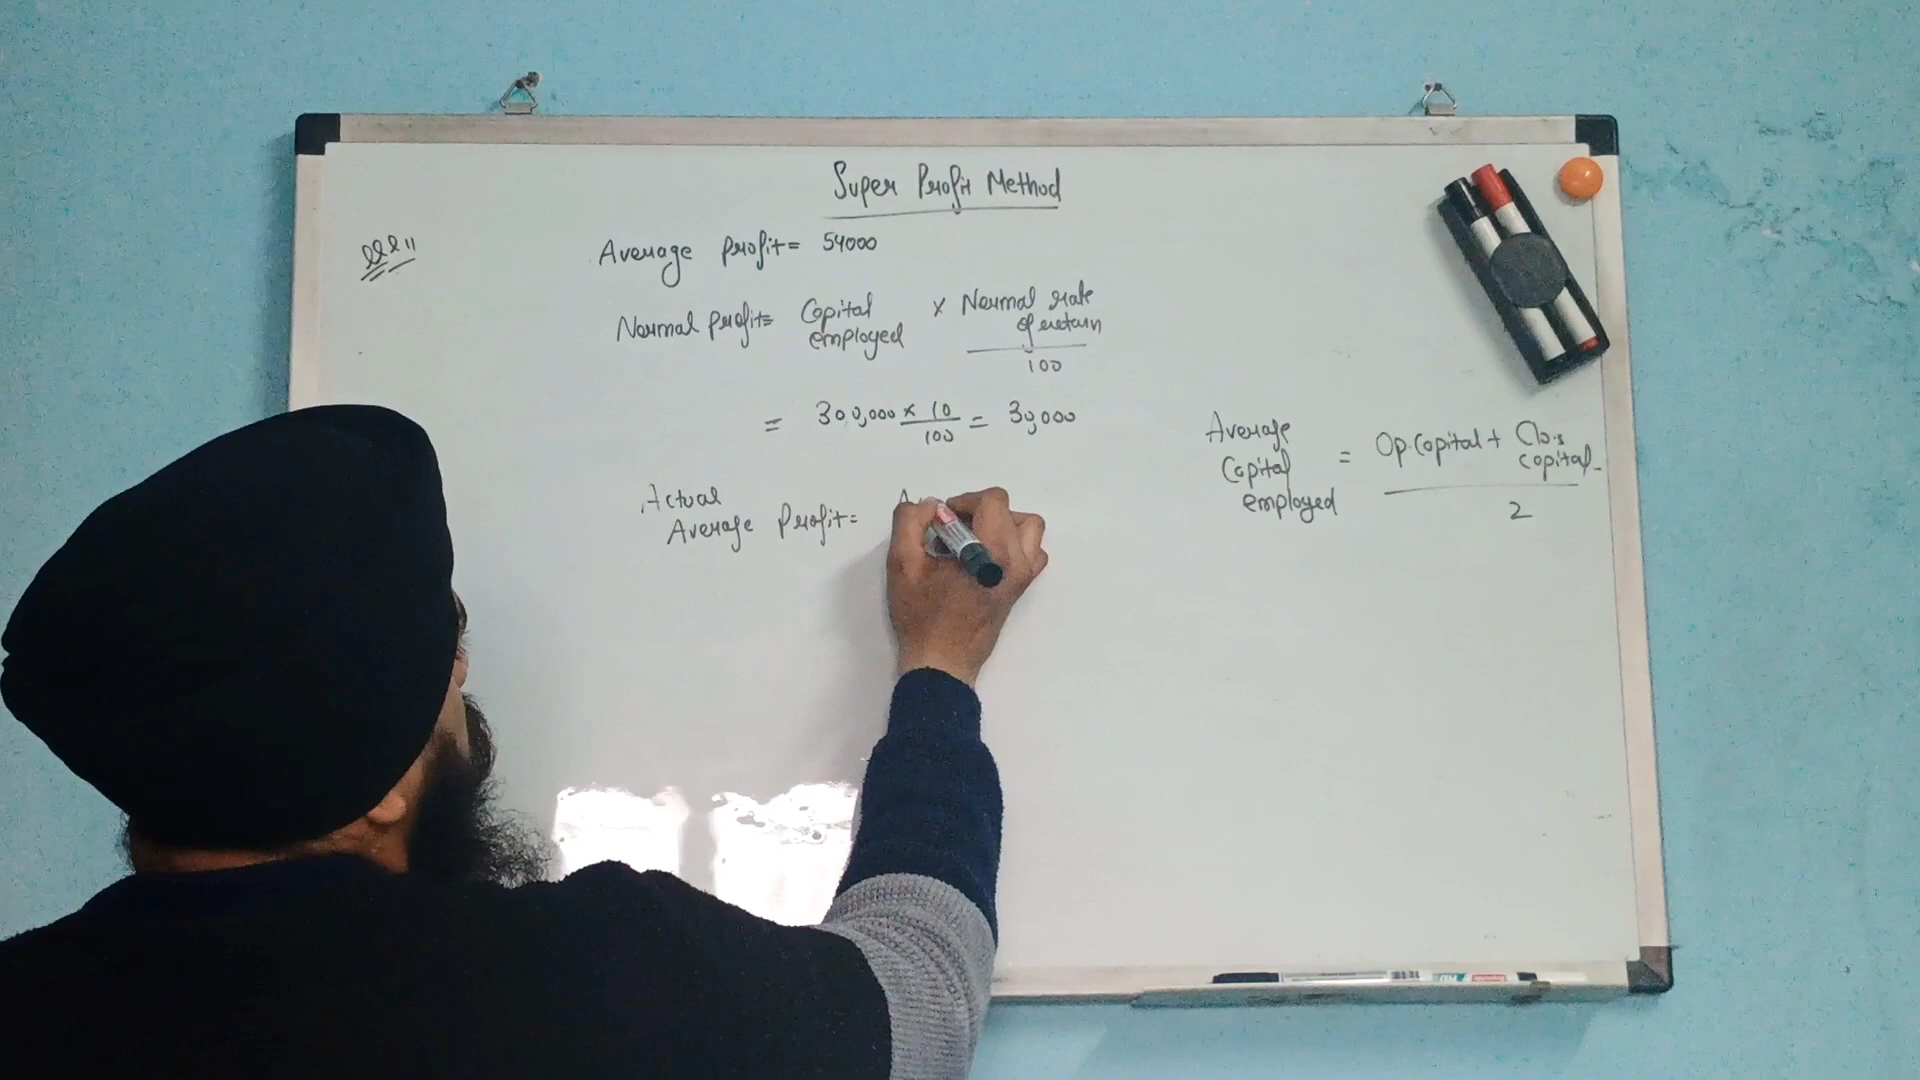 Super Profit Method
Average profit = 54000
Normal profit = Capital employed × Normal rate of return
100
= 300,000 × 10 = 30,000
100
Average Capital employed = Op. Capital + Clo.s capital
2
Actual
Average Profit =